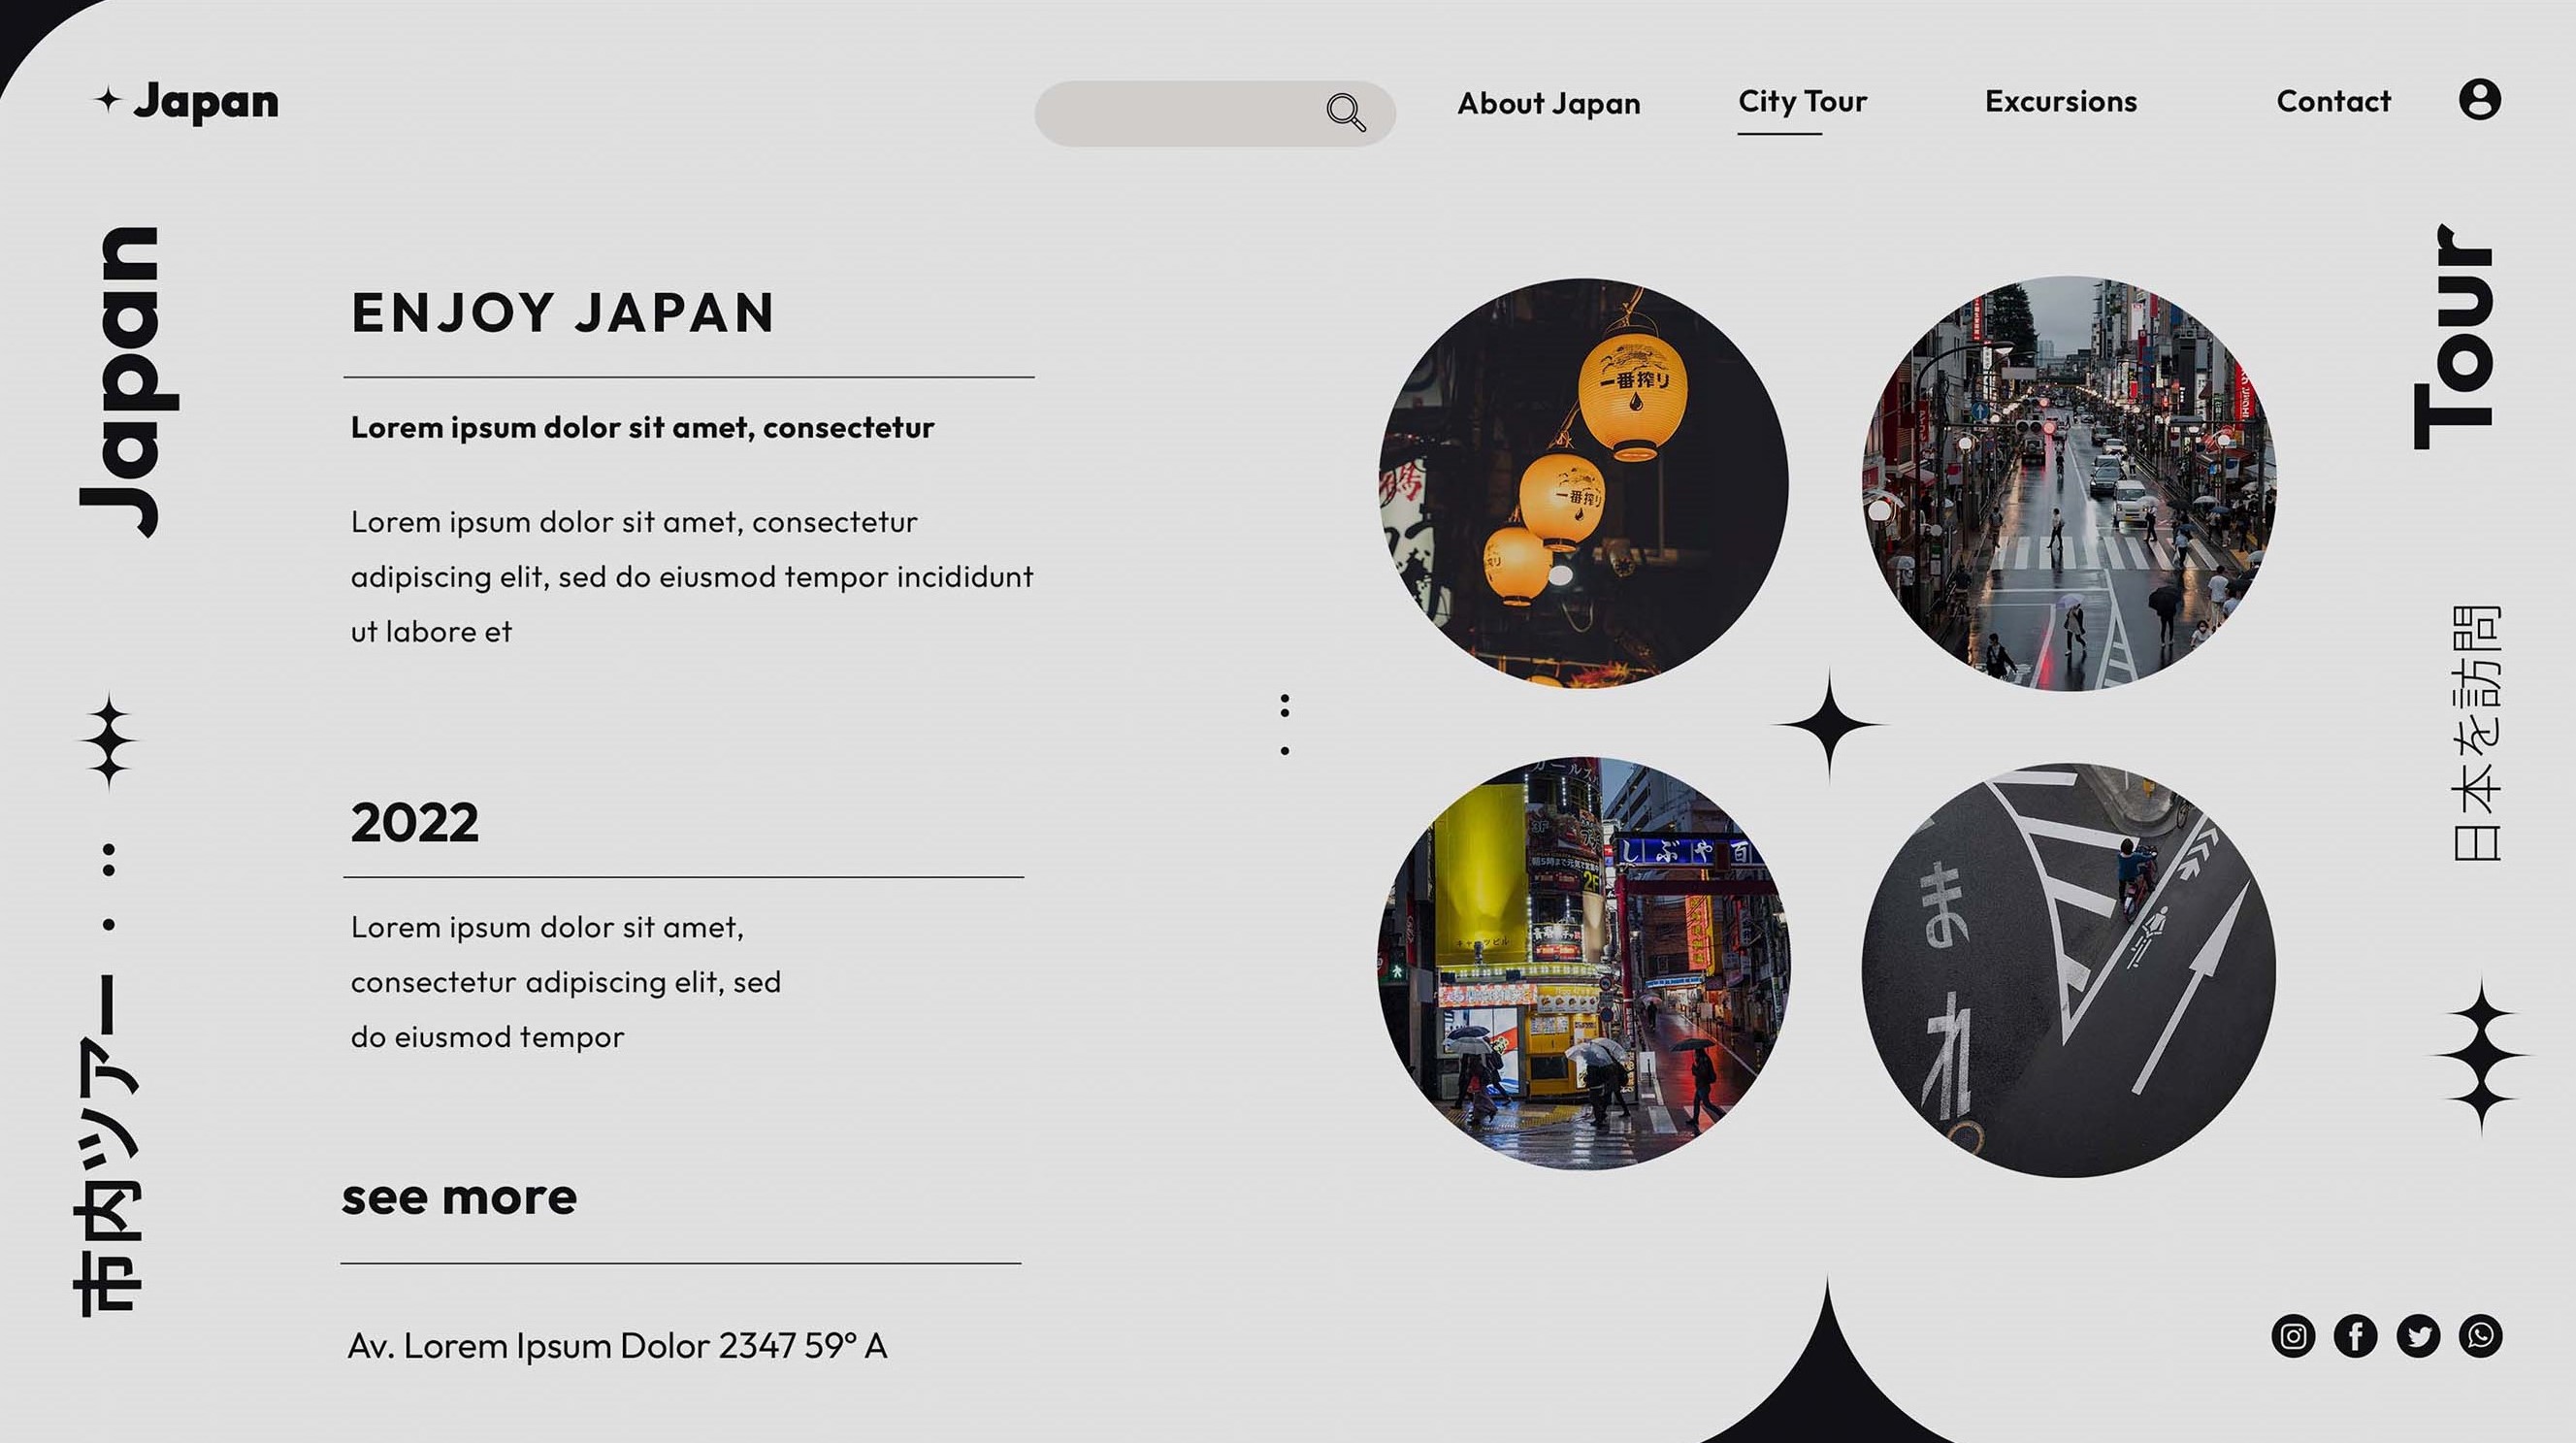 Japan
About Japan
City Tour
Excursions
Contact
Japan
市内ツアー
ENJOY JAPAN
Lorem ipsum dolor sit amet, consectetur
Lorem ipsum dolor sit amet, consectetur
adipiscing elit, sed do eiusmod tempor incididunt
ut labore et
2022
Lorem ipsum dolor sit amet,
consectetur adipiscing elit, sed
do eiusmod tempor
see more
Av. Lorem Ipsum Dolor 2347 59° A
一番搾り
一番搾り
しぶや百
2F
まれ
Tour
日本を訪問